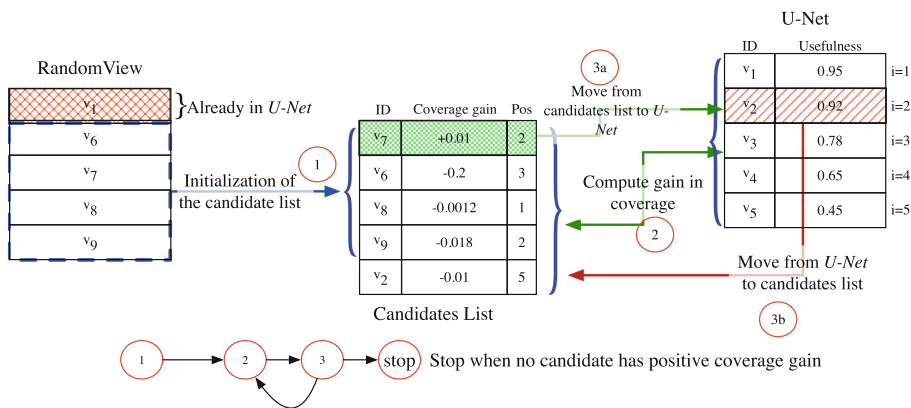 U-Net
ID Usefulness
v1 0.95 i=1
v2 0.92 i=2
v3 0.78 i=3
v4 0.65 i=4
v5 0.45 i=5
RandomView
v1
Already in U-Net
v6
v7
v8
v9
1
Initialization of
the candidate list
3a
Move from
candidates list to U-
Net
ID Coverage gain Pos
v7 +0.01 2
v6 -0.2 3
v8 -0.0012 1
v9 -0.018 2
v2 -0.01 5
Candidates List
Compute gain in
coverage
2
Move from U-Net
to candidates list
3b
1 2 3 stop Stop when no candidate has positive coverage gain